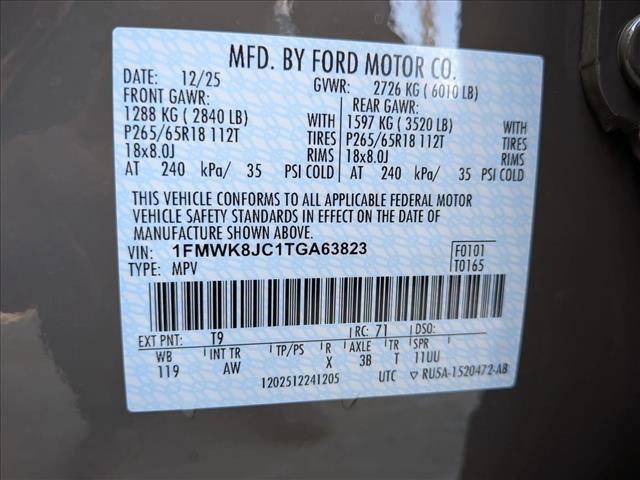 MFD. BY FORD MOTOR CO.
DATE: 12/25 GVWR: 2726 KG ( 6010 LB)
FRONT GAWR: REAR GAWR:
1288 KG ( 2840 LB) WITH 1597 KG ( 3520 LB) WITH
P265/65R18 112T TIRES P265/65R18 112T TIRES
18x8.0J RIMS 18x8.0J RIMS
AT 240 kPa/ 35 PSI COLD AT 240 kPa/ 35 PSI COLD
THIS VEHICLE CONFORMS TO ALL APPLICABLE FEDERAL MOTOR
VEHICLE SAFETY STANDARDS IN EFFECT ON THE DATE OF
MANUFACTURE SHOWN ABOVE.
VIN: 1FMWK8JC1TGA63823 F0101
TYPE: MPV T0165
EXT PNT: T9 RC: 71 DSO:
WB INT TR TP/PS R AXLE TR SPR
119 AW X 3B T 11UU
1202512241205 UTC ▽ RU5A-1520472-AB